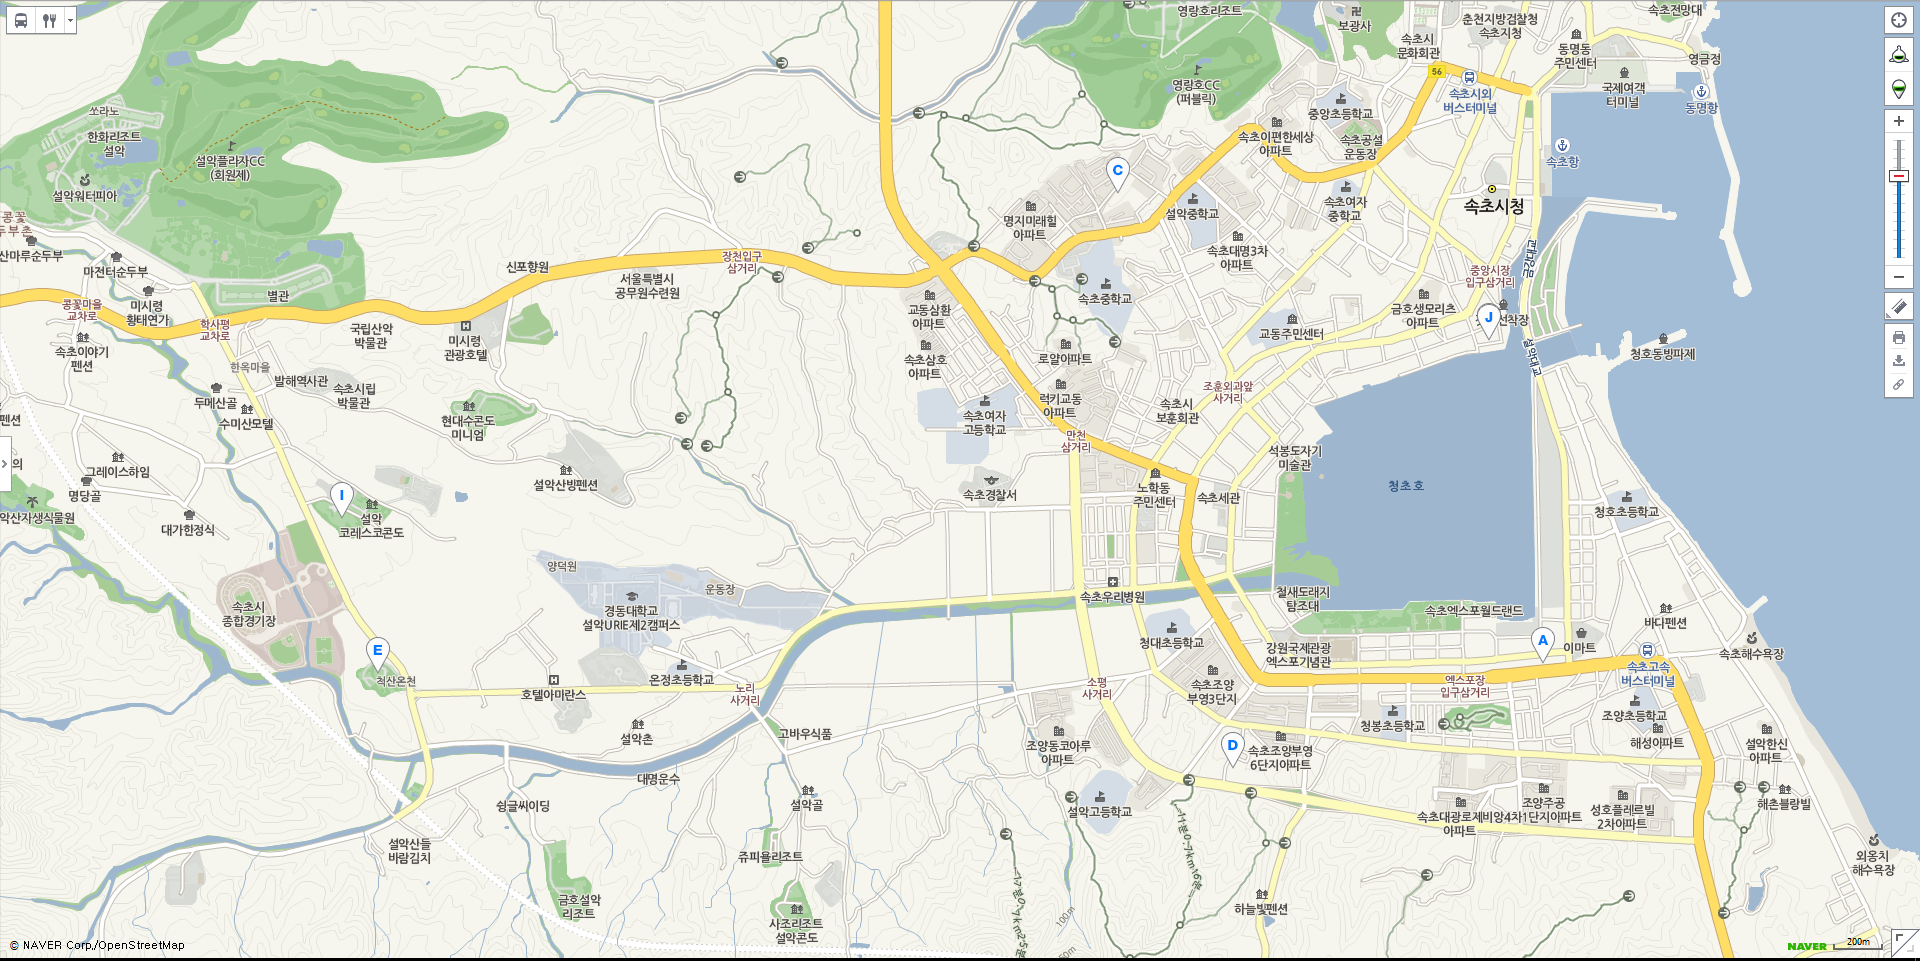 영랑호리조트
보광사
속초시
문화회관
춘천지방검찰청
속초지청
속초전망대
동명동
주민센터
영금정
56
속초시외
버스터미널
국제여객
터미널
동명항
영랑호CC
(퍼블릭)
중앙초등학교
속초이편한세상
아파트
속초공설
운동장
속초항
쏘라노
한화리조트
설악
설악플라자CC
(회원제)
설악워터피아
C
설악중학교
속초여자
중학교
속초시청
명지미래힐
아파트
속초대명3차
아파트
금강대교
콩꽃
두부촌
산마루순두부
마전터순두부
신포항원
장천입구
삼거리
서울특별시
공무원수련원
속초중학교
중앙시장
입구삼거리
미시령
황태연가
별관
콩꽃마을
교차로
학사평
교차로
국립산악
박물관
미시령
관광호텔
교동삼환
아파트
교동주민센터
금호생모리츠
아파트
J
선착장
설악대교
청호동방파제
속초이야기
펜션
한옥마을
발해역사관
속초시립
박물관
속초삼호
아파트
로얄아파트
럭키교동
아파트
조훈외과앞
사거리
속초시
보훈회관
두메산골
수미산모텔
현대수콘도
미니엄
속초여자
고등학교
만천
삼거리
펜션
의
그레이스하임
명당골
설악산방펜션
속초경찰서
노학동
주민센터
속초세관
석봉도자기
미술관
청초호
청호초등학교
I
설악
코레스코콘도
악산자생식물원
대가한정식
양덕원
운동장
경동대학교
설악URIE제2캠퍼스
속초우리병원
철새도래지
탐조대
속초엑스포월드랜드
속초시
종합경기장
바디펜션
청대초등학교
강원국제관광
엑스포기념관
A
이마트
속초해수욕장
E
척산온천
호텔아마란스
온정초등학교
노리
사거리
소평
사거리
속초조양
부영3단지
엑스포장
입구삼거리
속초고속
버스터미널
설악촌
고바우식품
조양동코아루
아파트
D
속초조양부영
6단지아파트
청봉초등학교
조양초등학교
해성아파트
설악한신
아파트
대명운수
슁글씨이딩
설악골
설악고등학교
속초대광로제비앙4차
아파트
조양주공
1단지아파트
성호플레르빌
2차아파트
해촌블랑빌
설악산들
바람김치
쥬피욜리조트
외옹치
해수욕장
금호설악
리조트
사조리조트
설악콘도
하늘빛펜션
100m
© NAVER Corp./OpenStreetMap
NAVER
200m